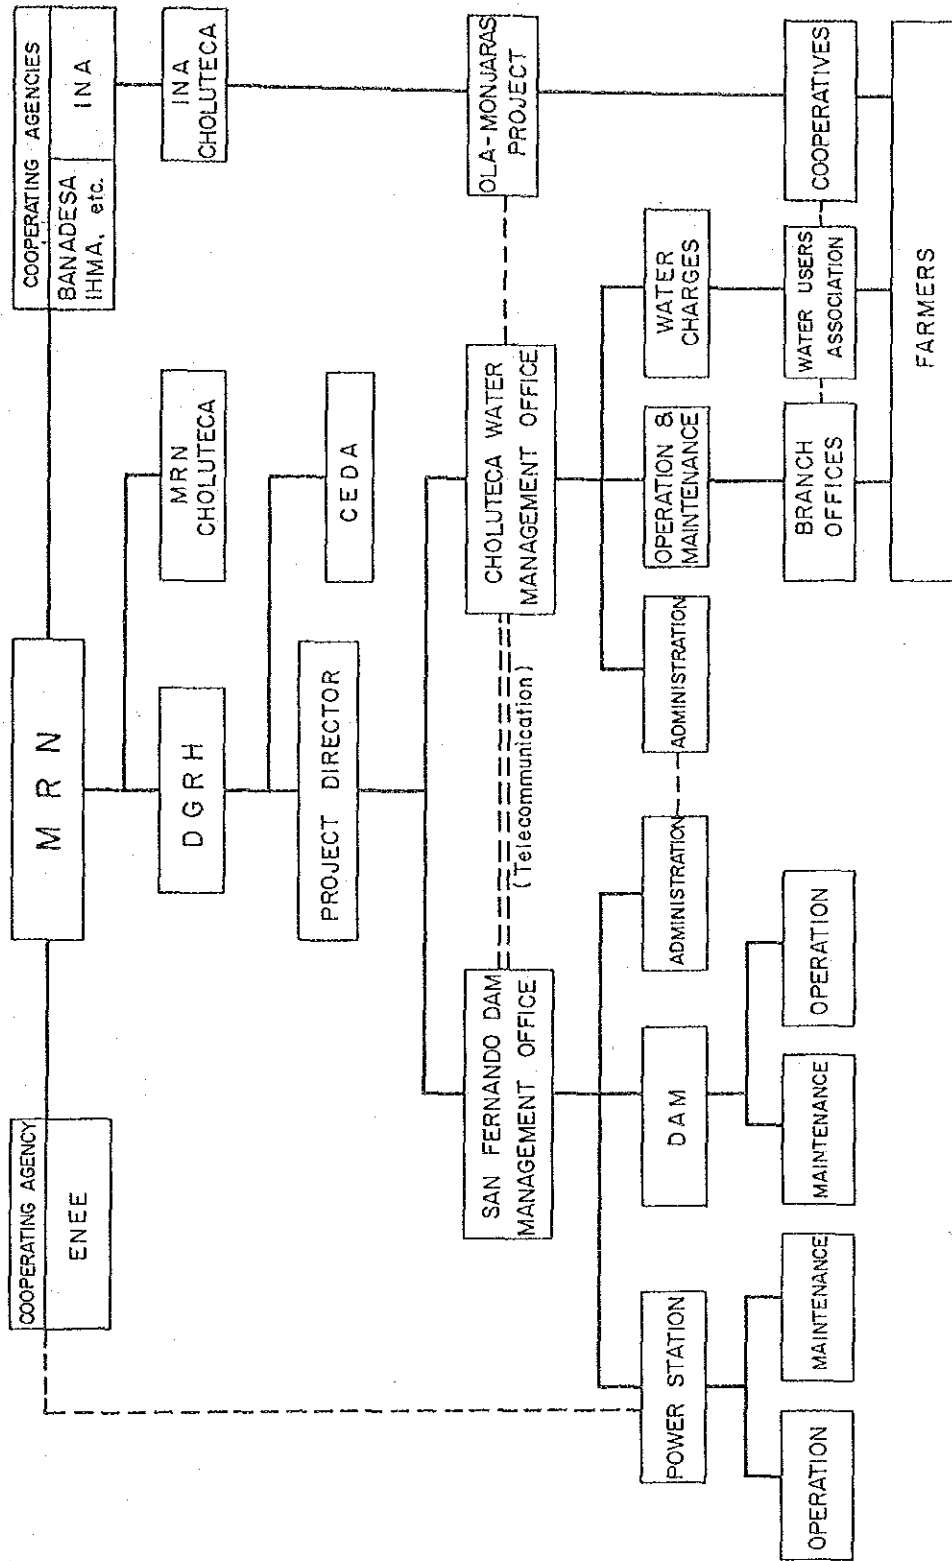 COOPERATING AGENCY
ENEE
M R N
COOPERATING AGENCIES
BANADESA
IHMA, etc.
INA
MRN
CHOLUTECA
INA
CHOLUTECA
DGRH
CEDA
PROJECT DIRECTOR
SAN FERNANDO DAM
MANAGEMENT OFFICE
(Telecommunication)
CHOLUTECA WATER
MANAGEMENT OFFICE
OLA-MONJARAS
PROJECT
POWER STATION
DAM
ADMINISTRATION
ADMINISTRATION
OPERATION &
MAINTENANCE
WATER
CHARGES
OPERATION
MAINTENANCE
MAINTENANCE
OPERATION
BRANCH
OFFICES
WATER USERS
ASSOCIATION
COOPERATIVES
FARMERS